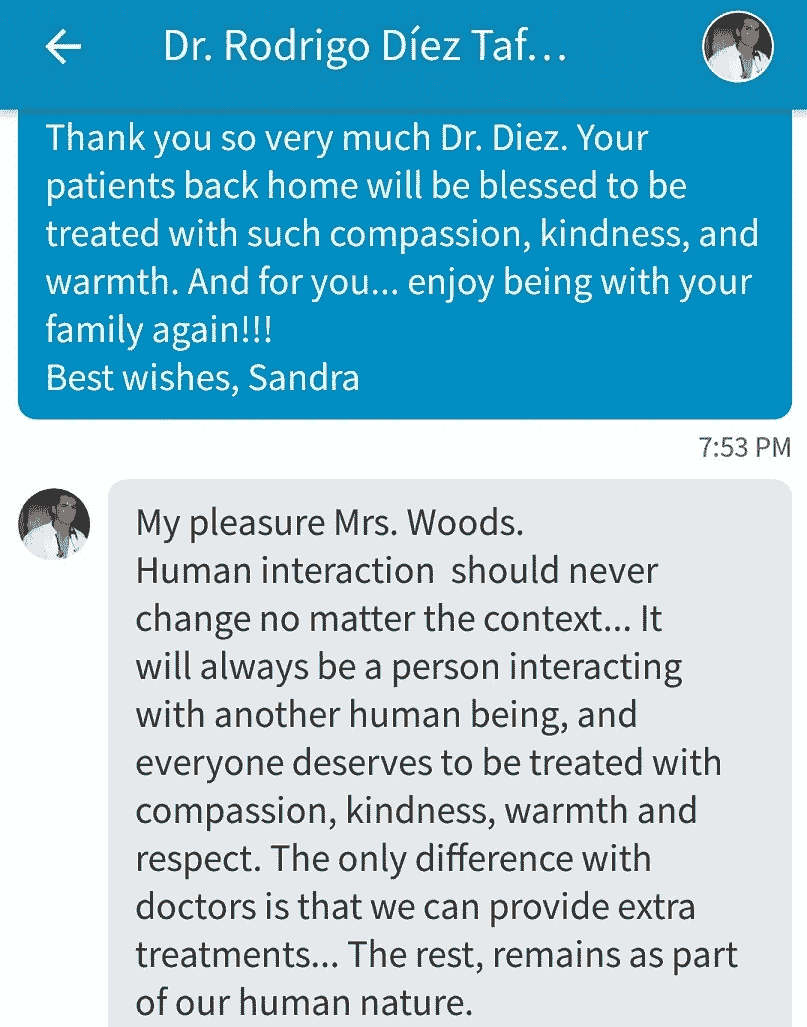 Dr. Rodrigo Díez Taf...
Thank you so very much Dr. Diez. Your
patients back home will be blessed to be
treated with such compassion, kindness, and
warmth. And for you... enjoy being with your
family again!!!
Best wishes, Sandra
7:53 PM
My pleasure Mrs. Woods.
Human interaction  should never
change no matter the context... It
will always be a person interacting
with another human being, and
everyone deserves to be treated with
compassion, kindness, warmth and
respect. The only difference with
doctors is that we can provide extra
treatments... The rest, remains as part
of our human nature.